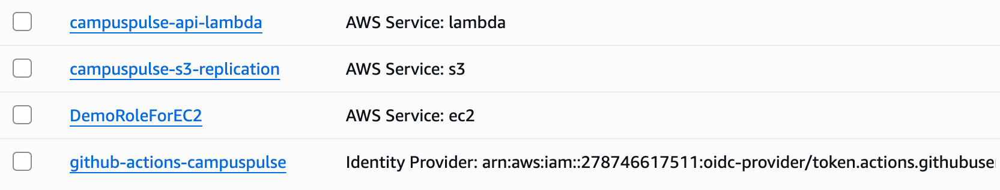 campuspulse-api-lambda AWS Service: lambda
campuspulse-s3-replication AWS Service: s3
DemoRoleForEC2 AWS Service: ec2
github-actions-campuspulse Identity Provider: arn:aws:iam::278746617511:oidc-provider/token.actions.githubuse